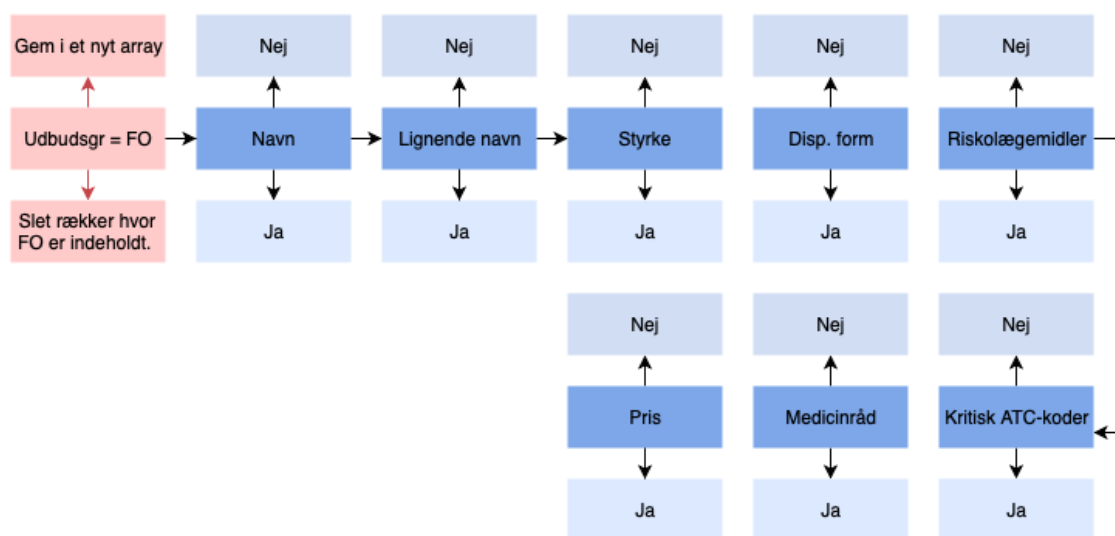 Gem i et nyt array
Nej
Nej
Nej
Nej
Nej
Udbudsgr = FO
Navn
Lignende navn
Styrke
Disp. form
Riskolægemidler
Slet rækker hvor
FO er indeholdt.
Ja
Ja
Ja
Ja
Ja
Nej
Nej
Nej
Pris
Medicinråd
Kritisk ATC-koder
Ja
Ja
Ja